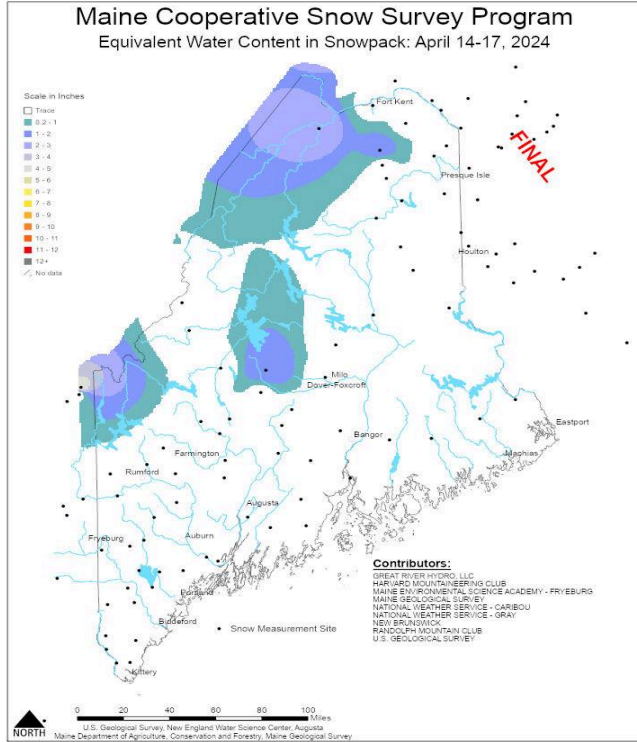 Maine Cooperative Snow Survey Program
Equivalent Water Content in Snowpack: April 14-17, 2024
Scale in Inches
Trace
0.2 - 1
1 - 2
2 - 3
3 - 4
4 - 5
5 - 6
6 - 7
7 - 8
8 - 9
9 - 10
10 - 11
11 - 12
12+
No data
Fort Kent
FINAL
Presque Isle
Houlton
Milo
Dover-Foxcroft
Eastport
Bangor
Farmington
Machias
Rumford
Augusta
Fryeburg
Auburn
Portland
Biddeford
Snow Measurement Site
Kittery
Contributors:
GREAT RIVER HYDRO, LLC
HARVARD MOUNTAINEERING CLUB
MAINE ENVIRONMENTAL SCIENCE ACADEMY - FRYEBURG
MAINE GEOLOGICAL SURVEY
NATIONAL WEATHER SERVICE - CARIBOU
NATIONAL WEATHER SERVICE - GRAY
NEW BRUNSWICK
RANDOLPH MOUNTAIN CLUB
U.S. GEOLOGICAL SURVEY
0 20 40 60 80 100
Miles
NORTH
U.S. Geological Survey, New England Water Science Center, Augusta
Maine Department of Agriculture, Conservation and Forestry, Maine Geological Survey